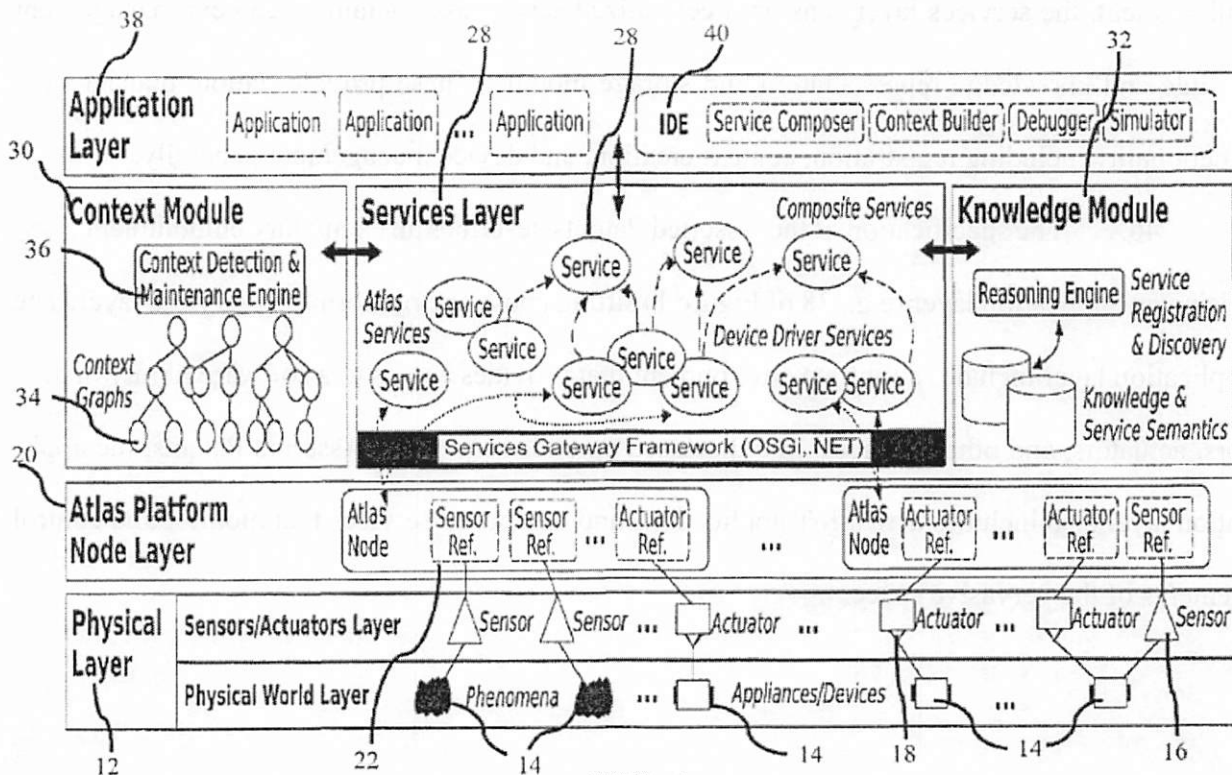 38
28
28
40
32
Application
Layer
Application
Application
...
Application
IDE
Service Composer
Context Builder
Debugger
Simulator
30
Context Module
36
Context Detection &
Maintenance Engine
Context
Graphs
34
Services Layer
Composite Services
Service
Service
Service
Atlas
Services
Service
Service
Service
Device Driver Services
Service
Service
Service
Service
Service
Services Gateway Framework (OSGi,.NET)
Knowledge Module
Reasoning Engine
Service
Registration
& Discovery
Knowledge &
Service Semantics
20
Atlas Platform
Node Layer
Atlas
Node
Sensor
Ref.
Sensor
Ref.
...
Actuator
Ref.
...
Atlas
Node
Actuator
Ref.
...
Actuator
Ref.
Sensor
Ref.
Physical
Layer
Sensors/Actuators Layer
Sensor
Sensor
...
Actuator
...
Actuator
...
Actuator
Sensor
Physical World Layer
Phenomena
...
Appliances/Devices
...
12
22
14
14
18
14
16